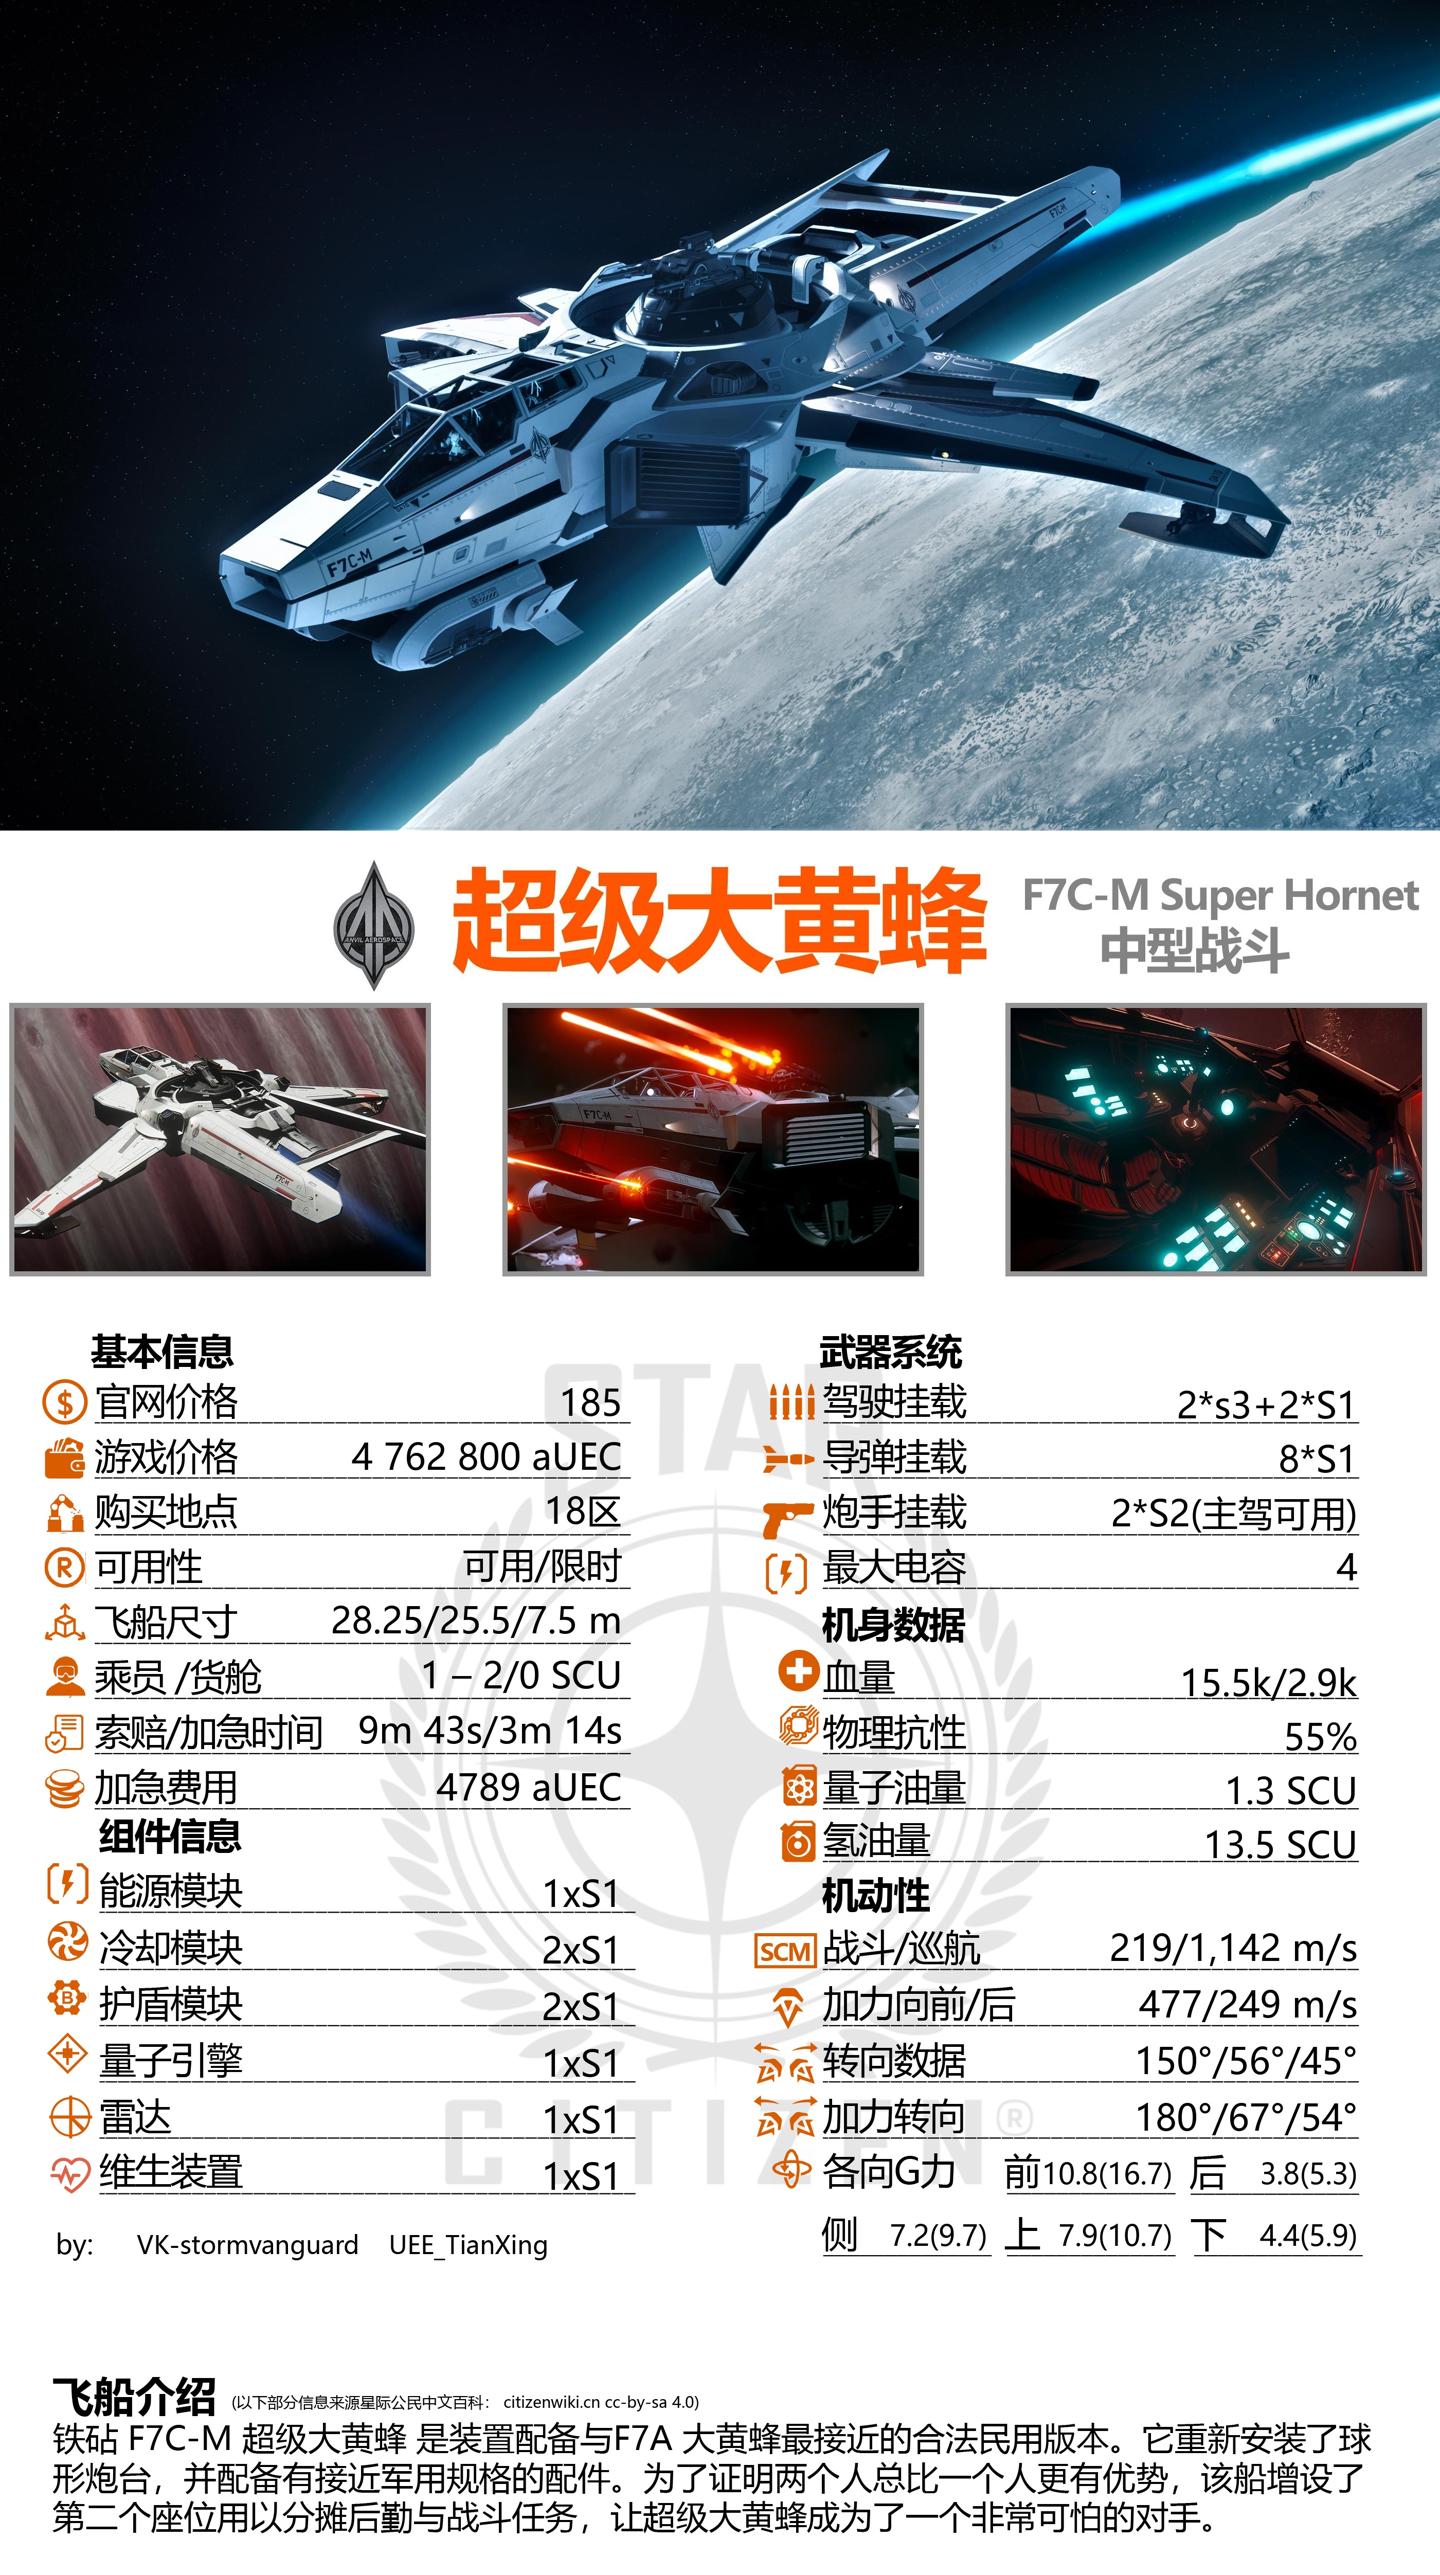 F7C-M
F7C-M
ANVIL AEROSPACE
超级大黄蜂
F7C-M Super Hornet
中型战斗
F7C-M
F7C-M
基本信息
官网价格 185
游戏价格 4 762 800 aUEC
购买地点 18区
可用性 可用/限时
飞船尺寸 28.25/25.5/7.5 m
乘员 /货舱 1 – 2/0 SCU
索赔/加急时间 9m 43s/3m 14s
加急费用 4789 aUEC
组件信息
能源模块 1xS1
冷却模块 2xS1
护盾模块 2xS1
量子引擎 1xS1
雷达 1xS1
维生装置 1xS1
by: VK-stormvanguard UEE_TianXing
武器系统
驾驶挂载 2*s3+2*S1
导弹挂载 8*S1
炮手挂载 2*S2(主驾可用)
最大电容 4
机身数据
血量 15.5k/2.9k
物理抗性 55%
量子油量 1.3 SCU
氢油量 13.5 SCU
机动性
SCM 战斗/巡航 219/1,142 m/s
加力向前/后 477/249 m/s
转向数据 150°/56°/45°
加力转向 180°/67°/54°
各向G力 前10.8(16.7) 后 3.8(5.3)
侧 7.2(9.7) 上 7.9(10.7) 下 4.4(5.9)
STAR
CITIZEN®
飞船介绍 (以下部分信息来源星际公民中文百科： citizenwiki.cn cc-by-sa 4.0)
铁砧 F7C-M 超级大黄蜂 是装置配备与F7A 大黄蜂最接近的合法民用版本。它重新安装了球
形炮台，并配备有接近军用规格的配件。为了证明两个人总比一个人更有优势，该船增设了
第二个座位用以分摊后勤与战斗任务，让超级大黄蜂成为了一个非常可怕的对手。